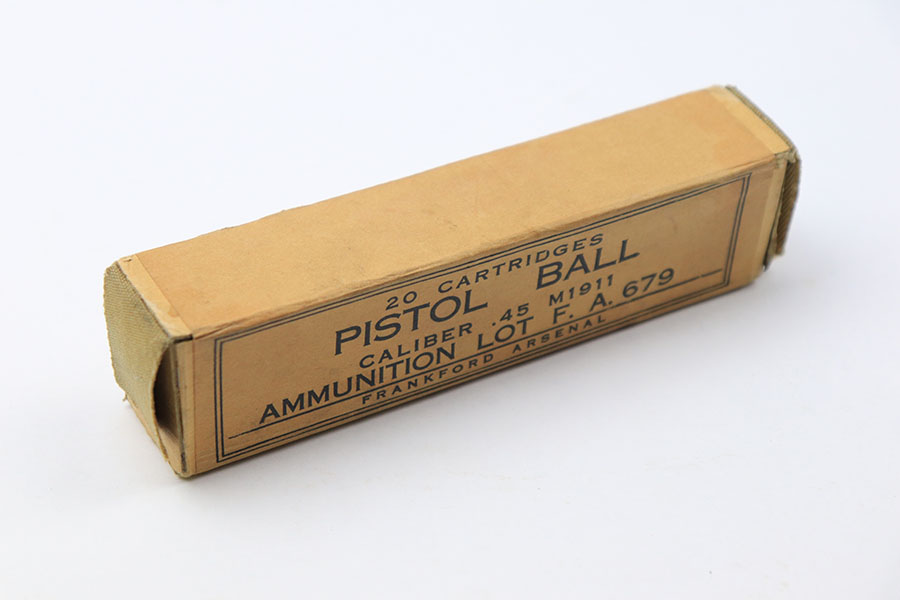 20 CARTRIDGES
PISTOL BALL
CALIBER .45 M1911
AMMUNITION LOT F. A. 679
FRANKFORD ARSENAL